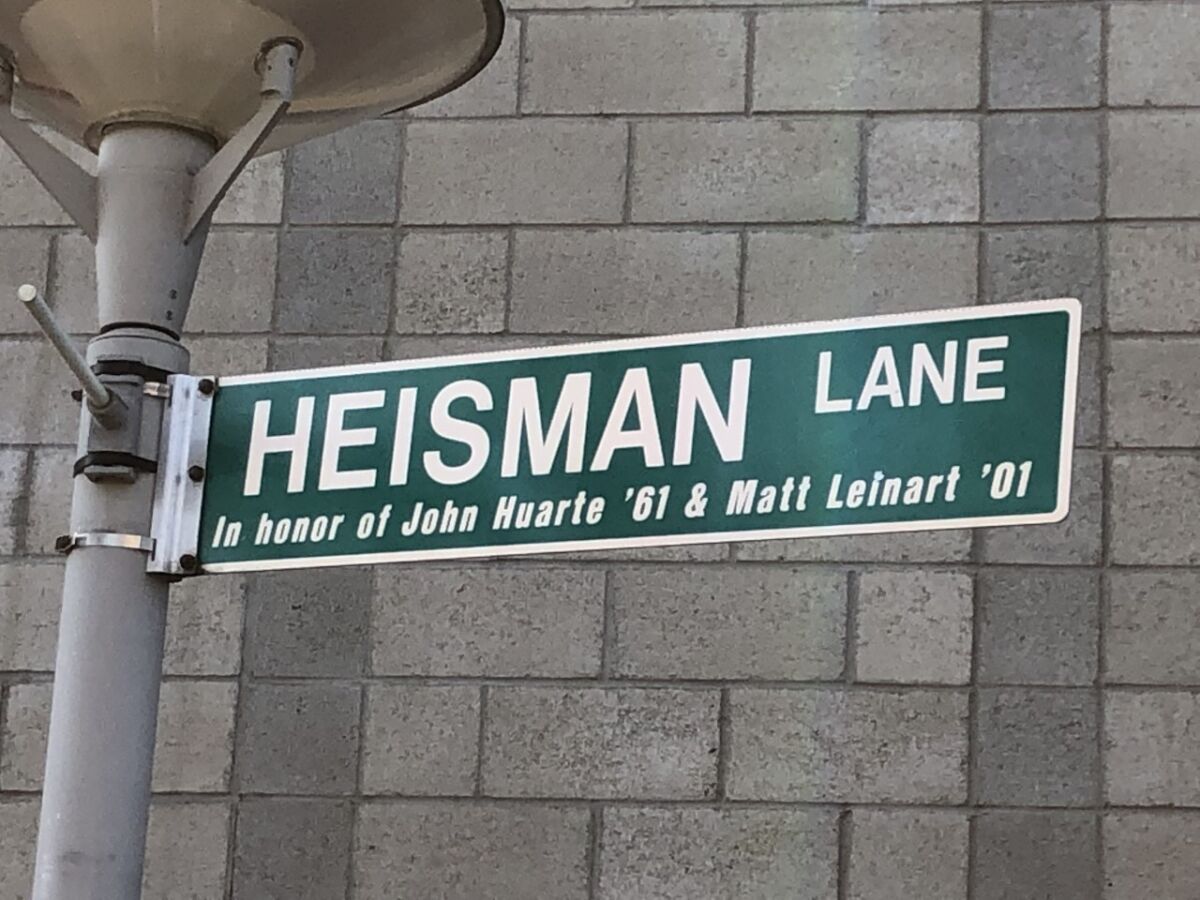 HEISMAN LANE
In honor of John Huarte '61 & Matt Leinart '01